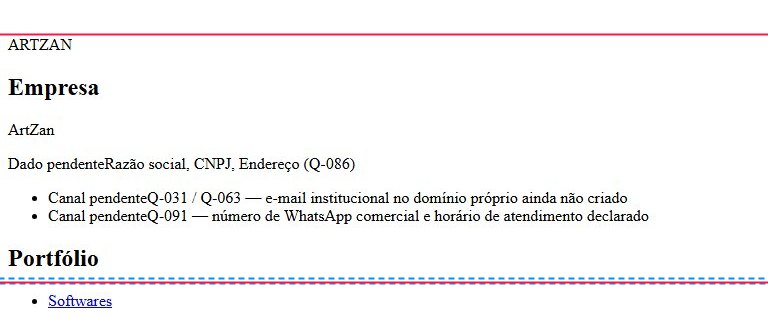 ARTZAN
Empresa
ArtZan
Dado pendenteRazão social, CNPJ, Endereço (Q-086)
Canal pendenteQ-031 / Q-063 — e-mail institucional no domínio próprio ainda não criado
Canal pendenteQ-091 — número de WhatsApp comercial e horário de atendimento declarado
Portfólio
Softwares